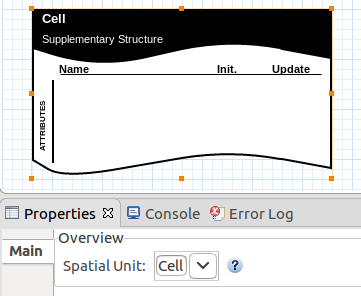 Cell
Supplementary Structure
Name Init. Update
ATTRIBUTES
Properties Console Error Log
Main
Overview
Spatial Unit: Cell ?